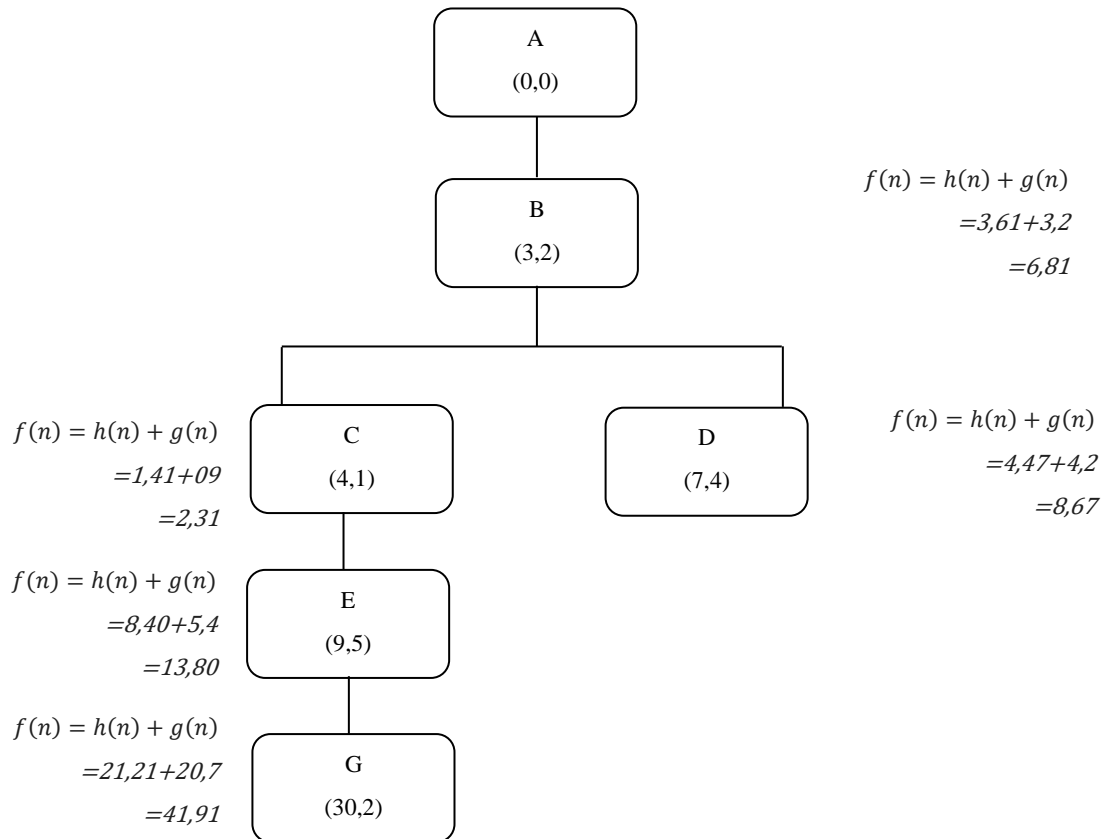 A
(0,0)
B
(3,2)
f(n) = h(n) + g(n)
=3,61+3,2
=6,81
f(n) = h(n) + g(n)
=1,41+09
=2,31
C
(4,1)
D
(7,4)
f(n) = h(n) + g(n)
=4,47+4,2
=8,67
f(n) = h(n) + g(n)
=8,40+5,4
=13,80
E
(9,5)
f(n) = h(n) + g(n)
=21,21+20,7
=41,91
G
(30,2)